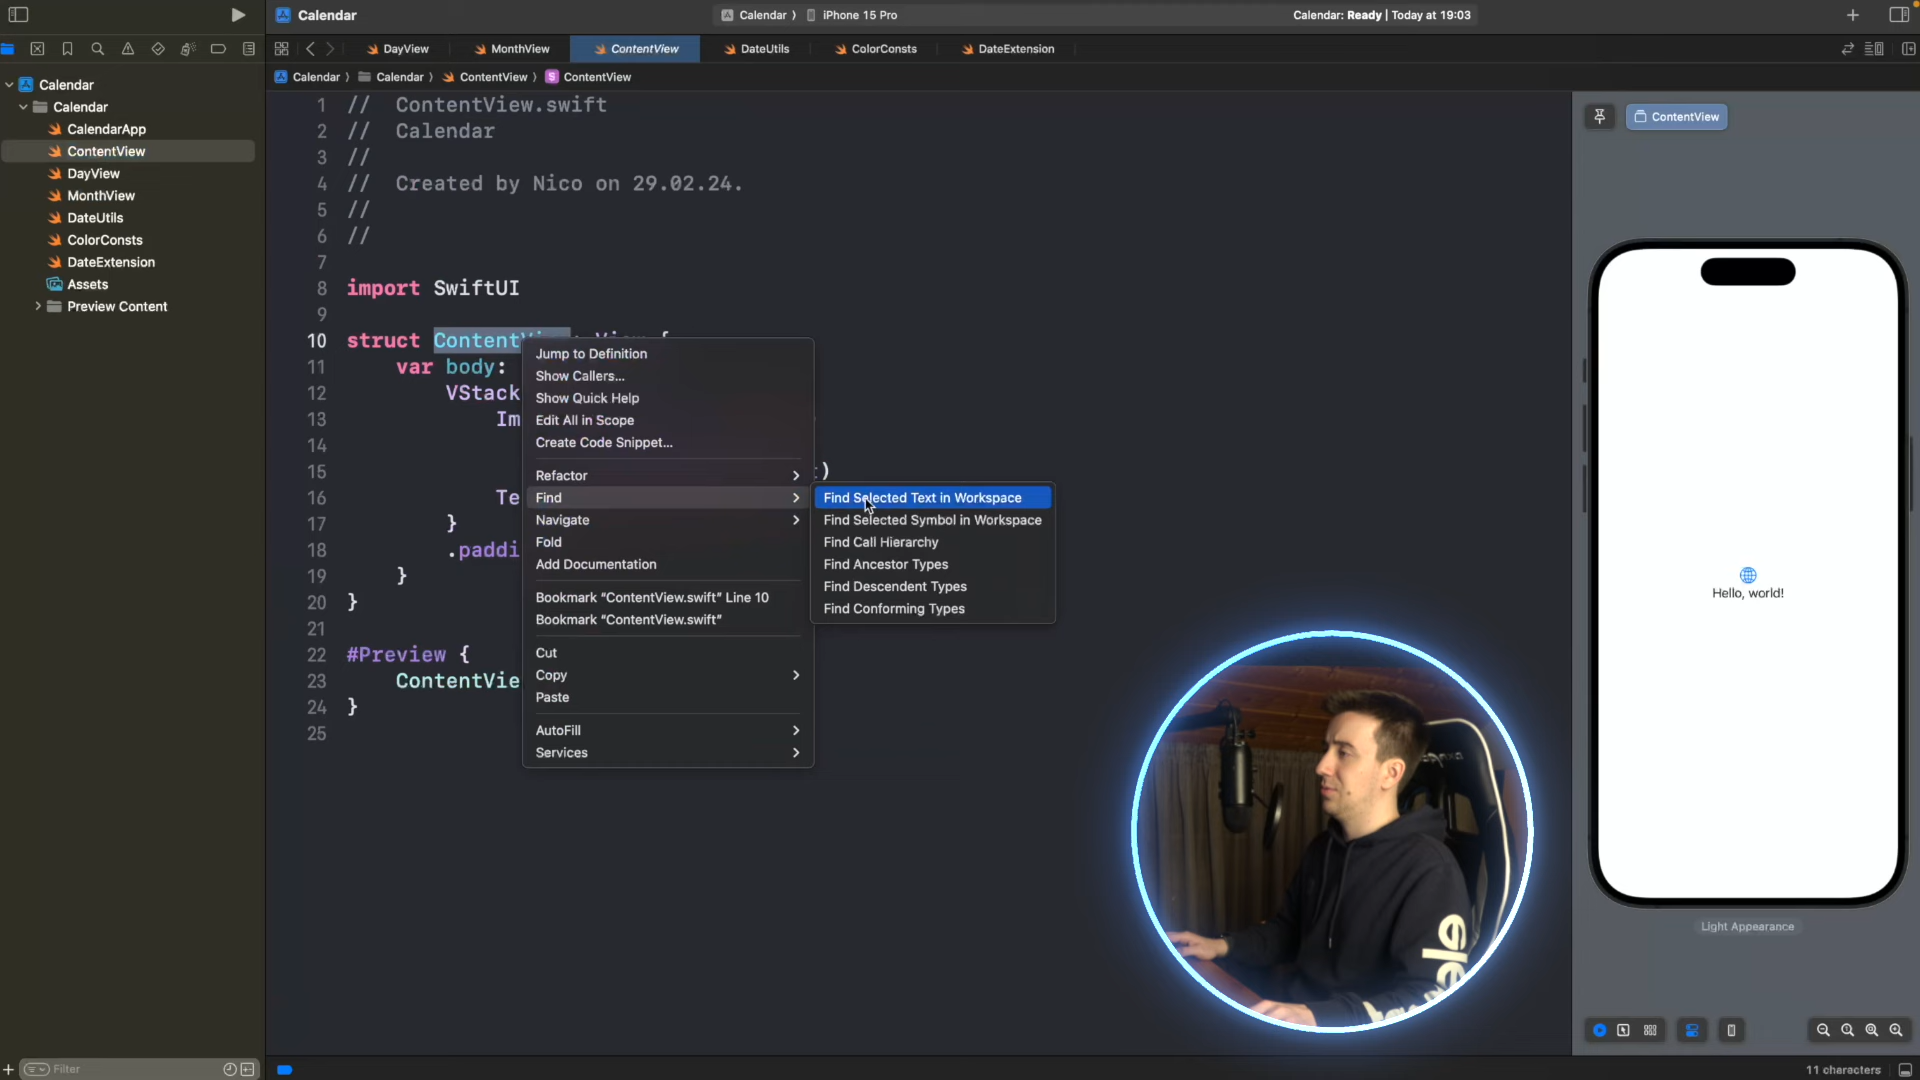 Calendar
Calendar 〉 iPhone 15 Pro
Calendar: Ready | Today at 19:03
DayView
MonthView
ContentView
DateUtils
ColorConsts
DateExtension
Calendar 〉 Calendar 〉 ContentView 〉 S ContentView
Calendar
Calendar
CalendarApp
ContentView
DayView
MonthView
DateUtils
ColorConsts
DateExtension
Assets
Preview Content
1 // ContentView.swift
2 // Calendar
3 //
4 // Created by Nico on 29.02.24.
5 //
6 //
7
8 import SwiftUI
9
10 struct ContentView: View {
11 var body:
12 VStack
13 Im
14
15 :)
16 Te
17 }
18 .paddi
19 }
20 }
21
22 #Preview {
23 ContentVie
24 }
25
Jump to Definition
Show Callers...
Show Quick Help
Edit All in Scope
Create Code Snippet...
Refactor
Find
Navigate
Fold
Add Documentation
Bookmark “ContentView.swift” Line 10
Bookmark “ContentView.swift”
Cut
Copy
Paste
AutoFill
Services
Find Selected Text in Workspace
Find Selected Symbol in Workspace
Find Call Hierarchy
Find Ancestor Types
Find Descendent Types
Find Conforming Types
ContentView
Hello, world!
Light Appearance
Filter
11 characters